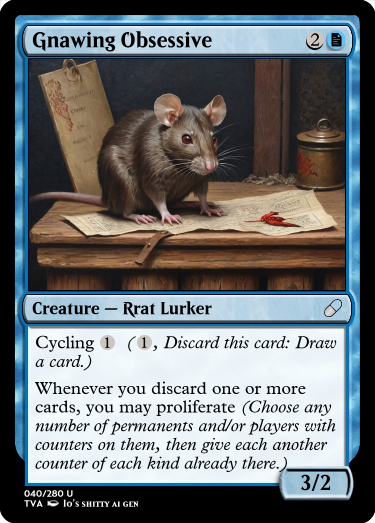 Gnawing Obsessive 2
Creature — Rrat Lurker
Cycling 1 (1, Discard this card: Draw
a card.)
Whenever you discard one or more
cards, you may proliferate (Choose any
number of permanents and/or players with
counters on them, then give each another
counter of each kind already there.)
3/2
040/280 U
TVA Io's SHITTY AI GEN